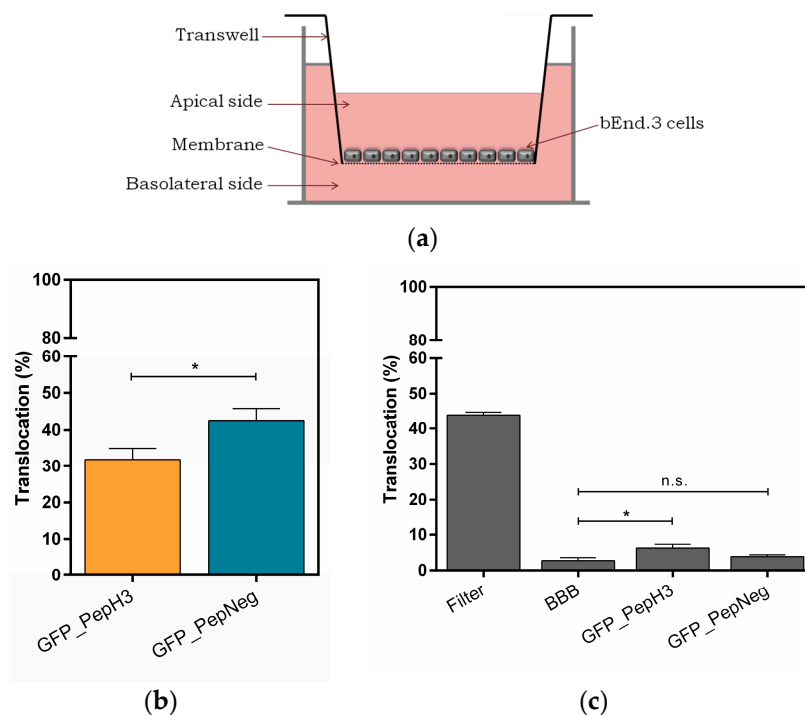 Transwell
Apical side
bEnd.3 cells
Membrane
Basolateral side
(a)
100
80
60
50
40
30
20
10
0
Translocation (%)
*
GFP_PepH3
GFP_PepNeg
(b)
100
80
60
50
40
30
20
10
0
Translocation (%)
n.s.
*
Filter
BBB
GFP_PepH3
GFP_PepNeg
(c)